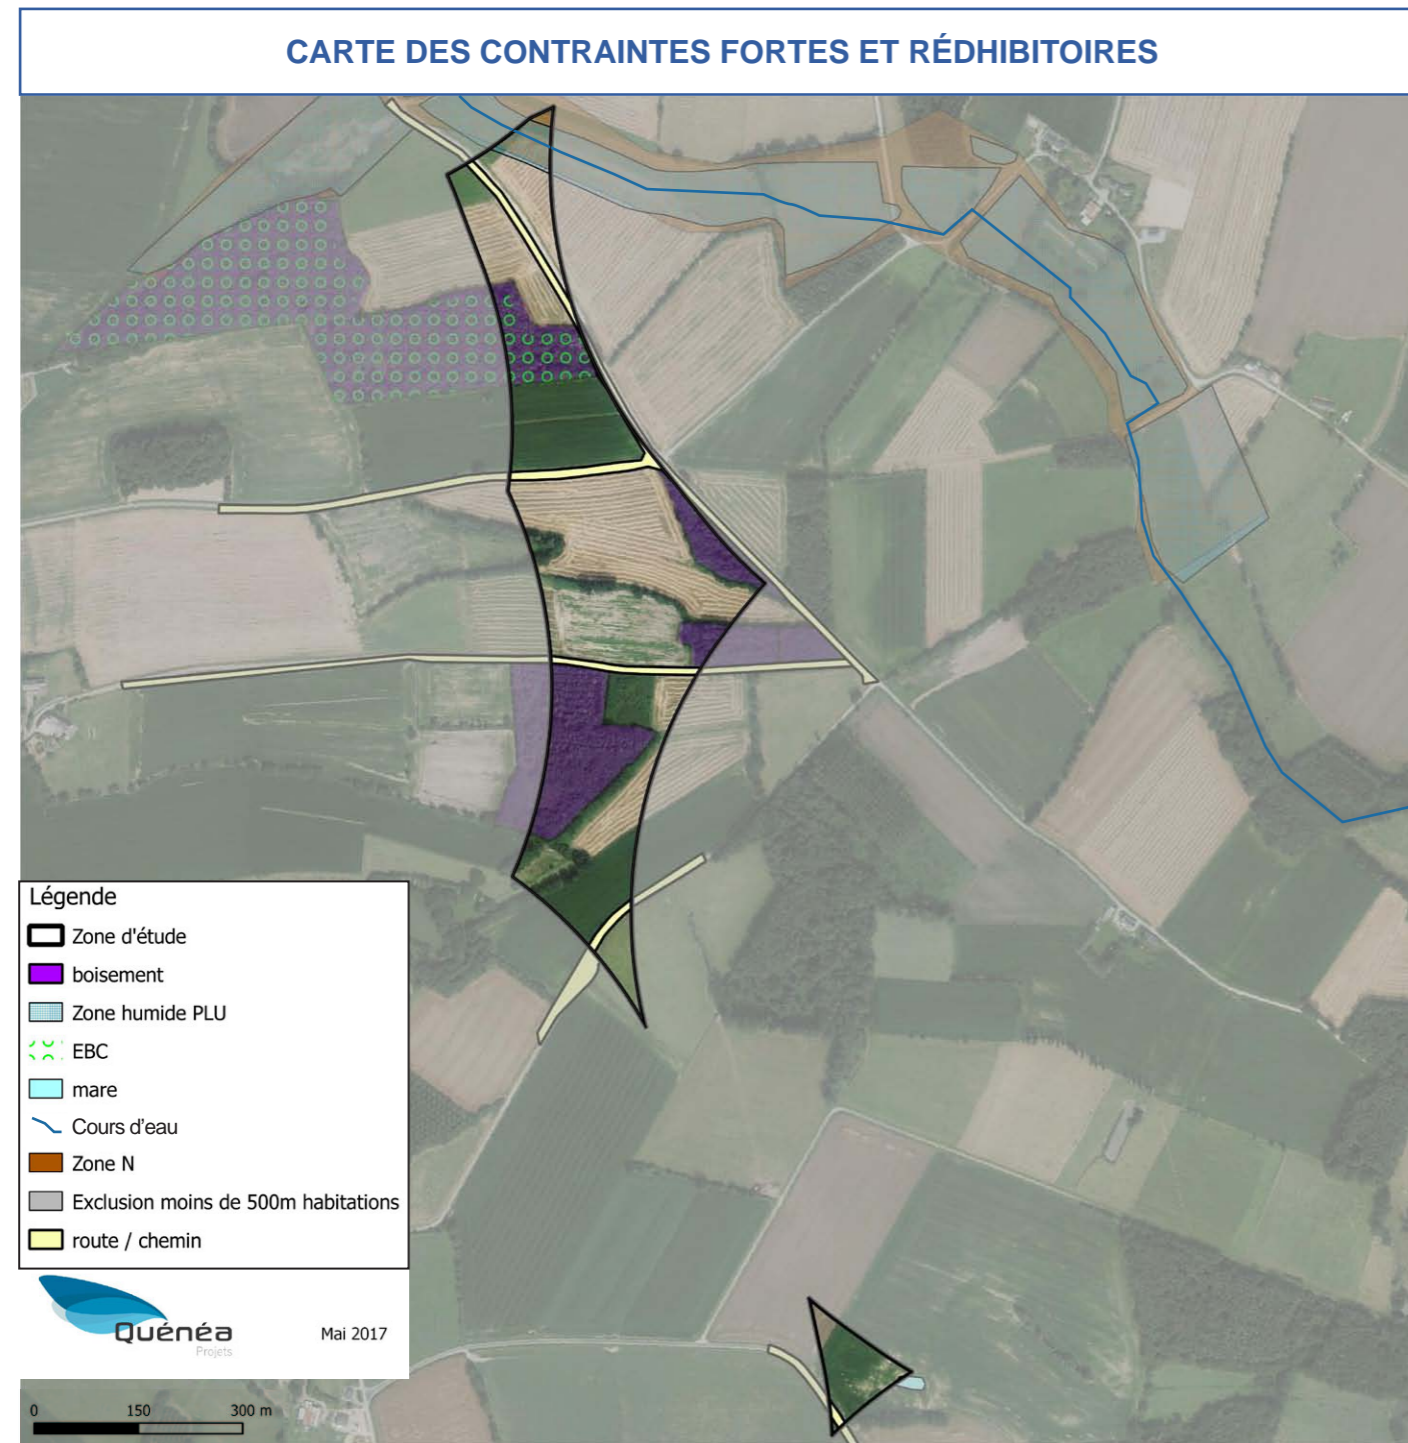 CARTE DES CONTRAINTES FORTES ET RÉDHIBITOIRES
Légende
Zone d'étude
boisement
Zone humide PLU
EBC
mare
Cours d'eau
Zone N
Exclusion moins de 500m habitations
route / chemin
Quénéa
Projets
Mai 2017
0 150 300 m